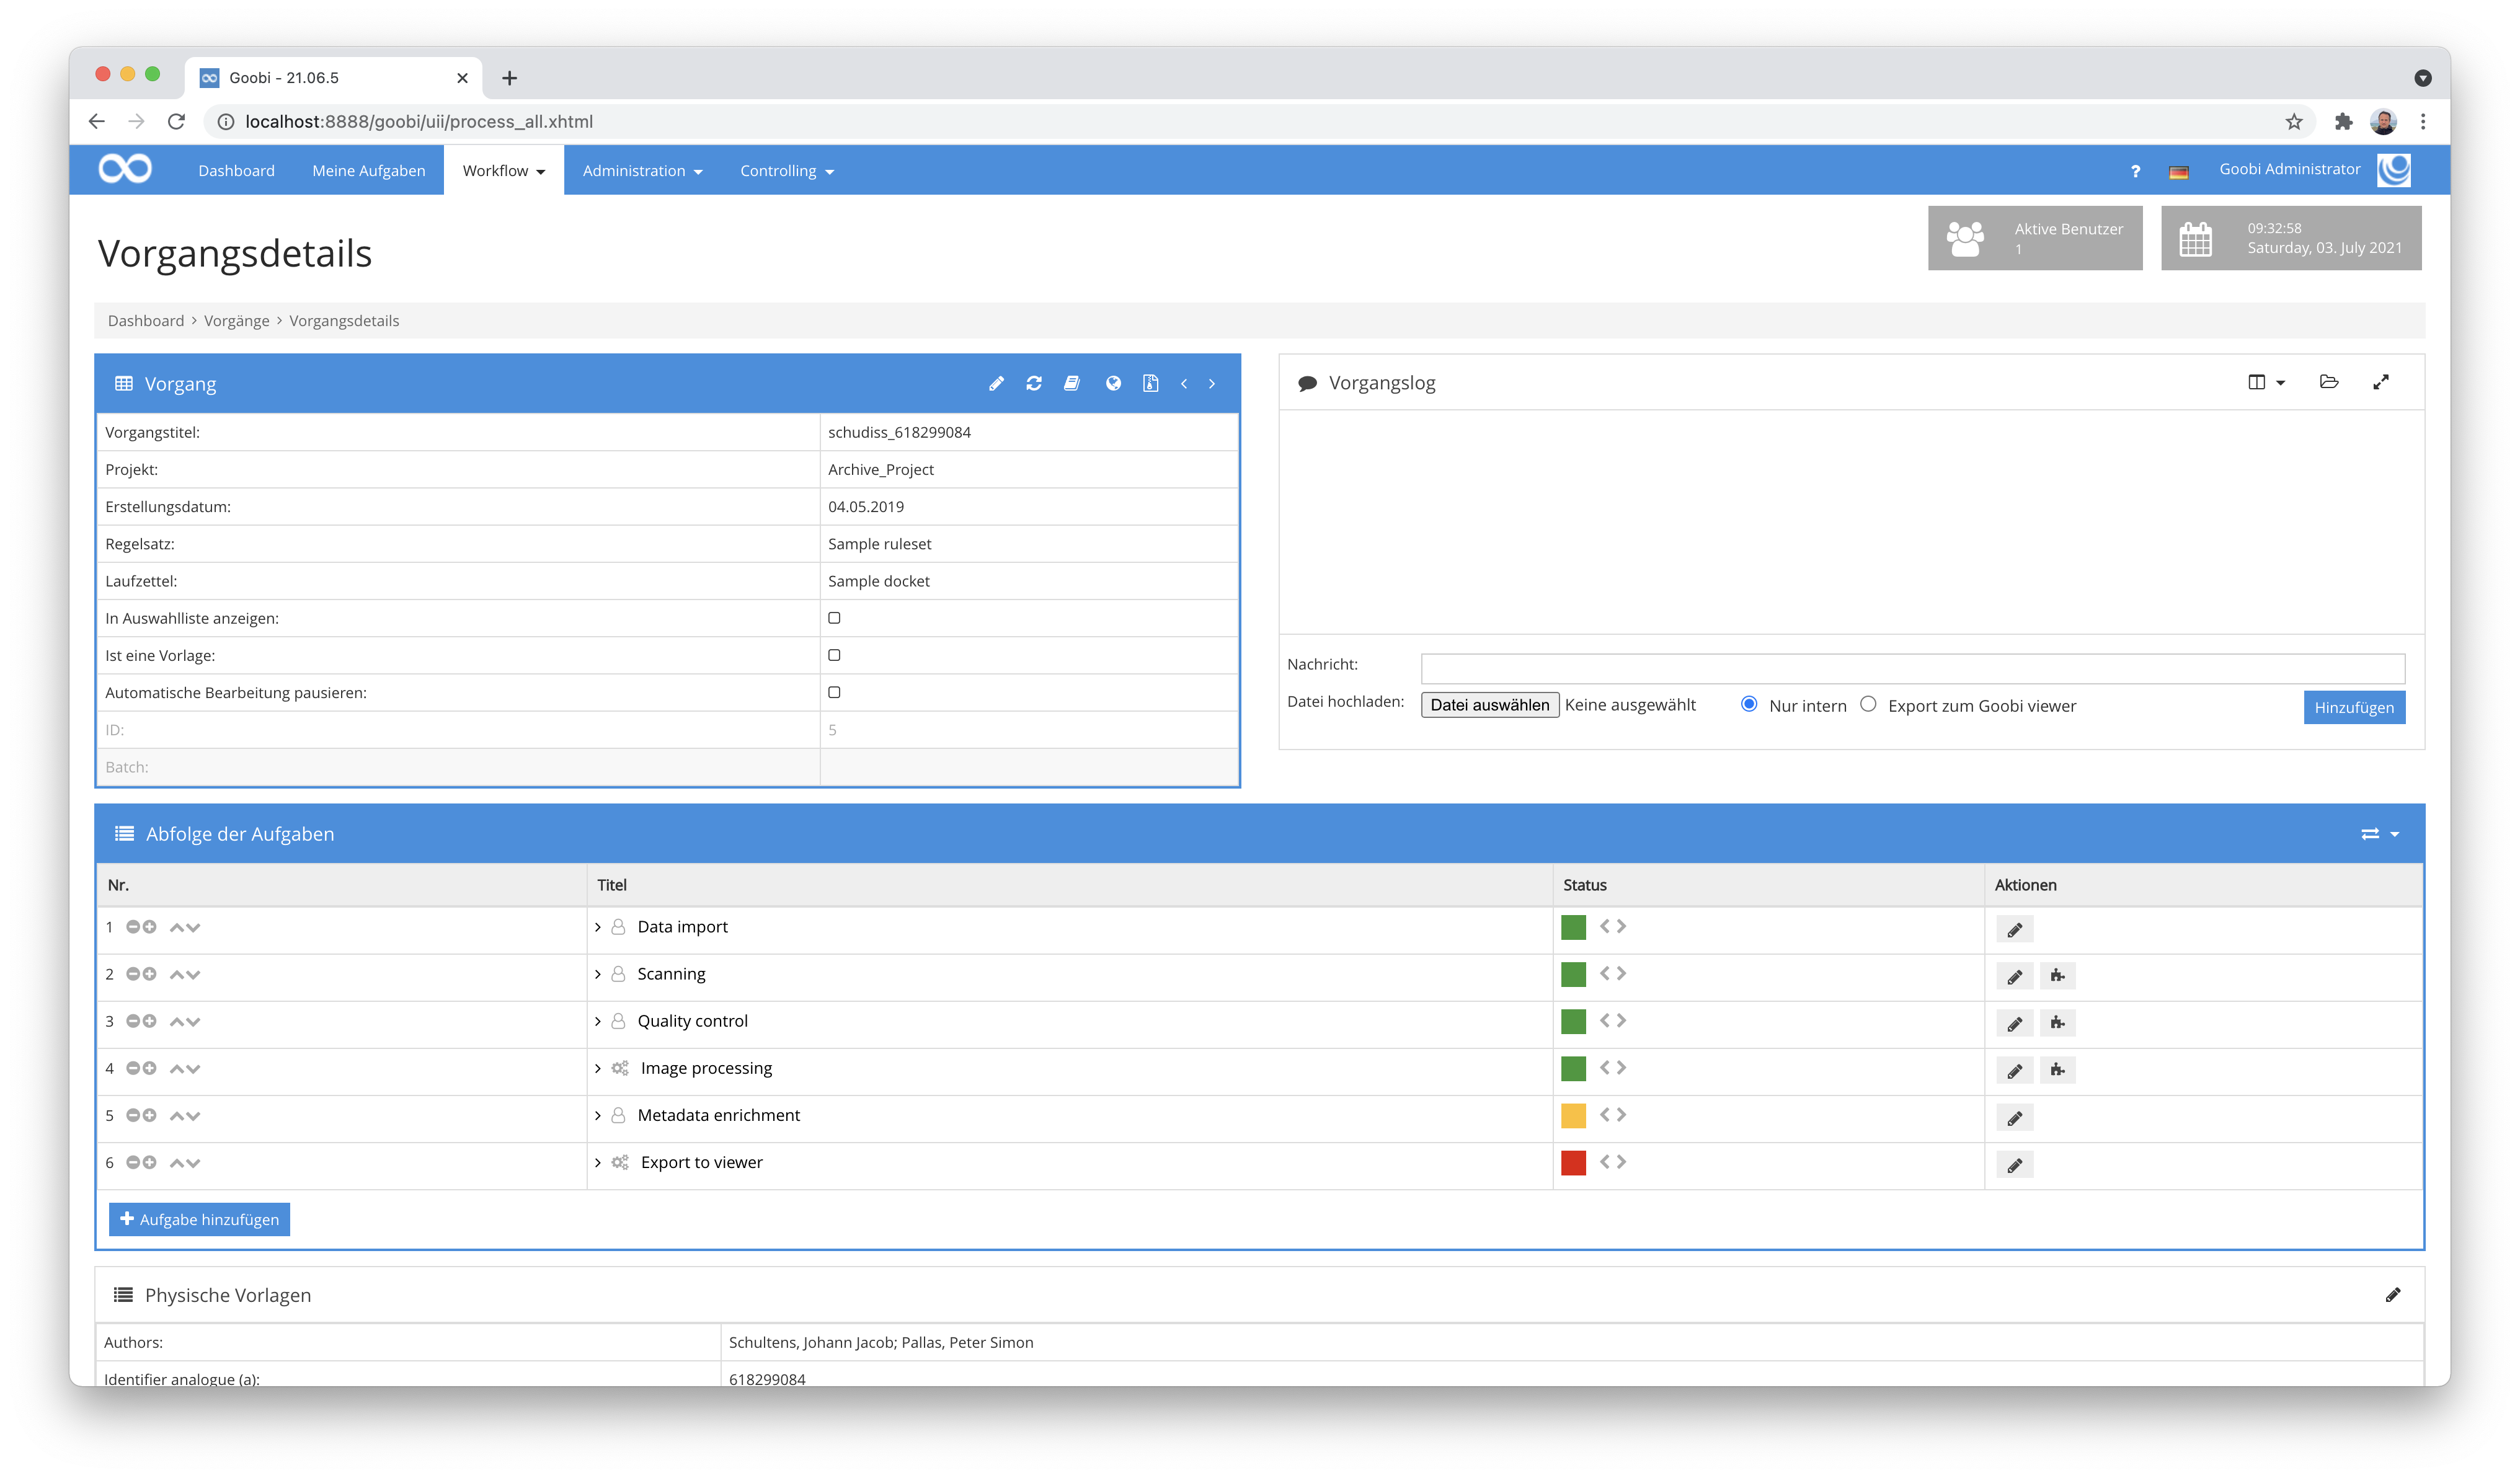 Goobi - 21.06.5
localhost:8888/goobi/uii/process_all.xhtml
Dashboard Meine Aufgaben Workflow Administration Controlling ? Goobi Administrator
Vorgangsdetails
Aktive Benutzer
1
09:32:58
Saturday, 03. July 2021
Dashboard › Vorgänge › Vorgangsdetails
Vorgang
Vorgangstitel: schudiss_618299084
Projekt: Archive_Project
Erstellungsdatum: 04.05.2019
Regelsatz: Sample ruleset
Laufzettel: Sample docket
In Auswahlliste anzeigen:
Ist eine Vorlage:
Automatische Bearbeitung pausieren:
ID: 5
Batch:
Vorgangslog
Nachricht:
Datei hochladen: Datei auswählen Keine ausgewählt Nur intern Export zum Goobi viewer Hinzufügen
Abfolge der Aufgaben
Nr. Titel Status Aktionen
1 Data import
2 Scanning
3 Quality control
4 Image processing
5 Metadata enrichment
6 Export to viewer
Aufgabe hinzufügen
Physische Vorlagen
Authors: Schultens, Johann Jacob; Pallas, Peter Simon
Identifier analogue (a): 618299084